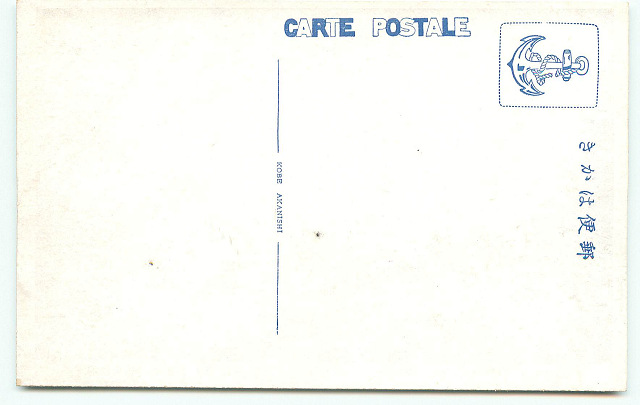 CARTE POSTALE
KOBE AKANISHI
郵便はかき